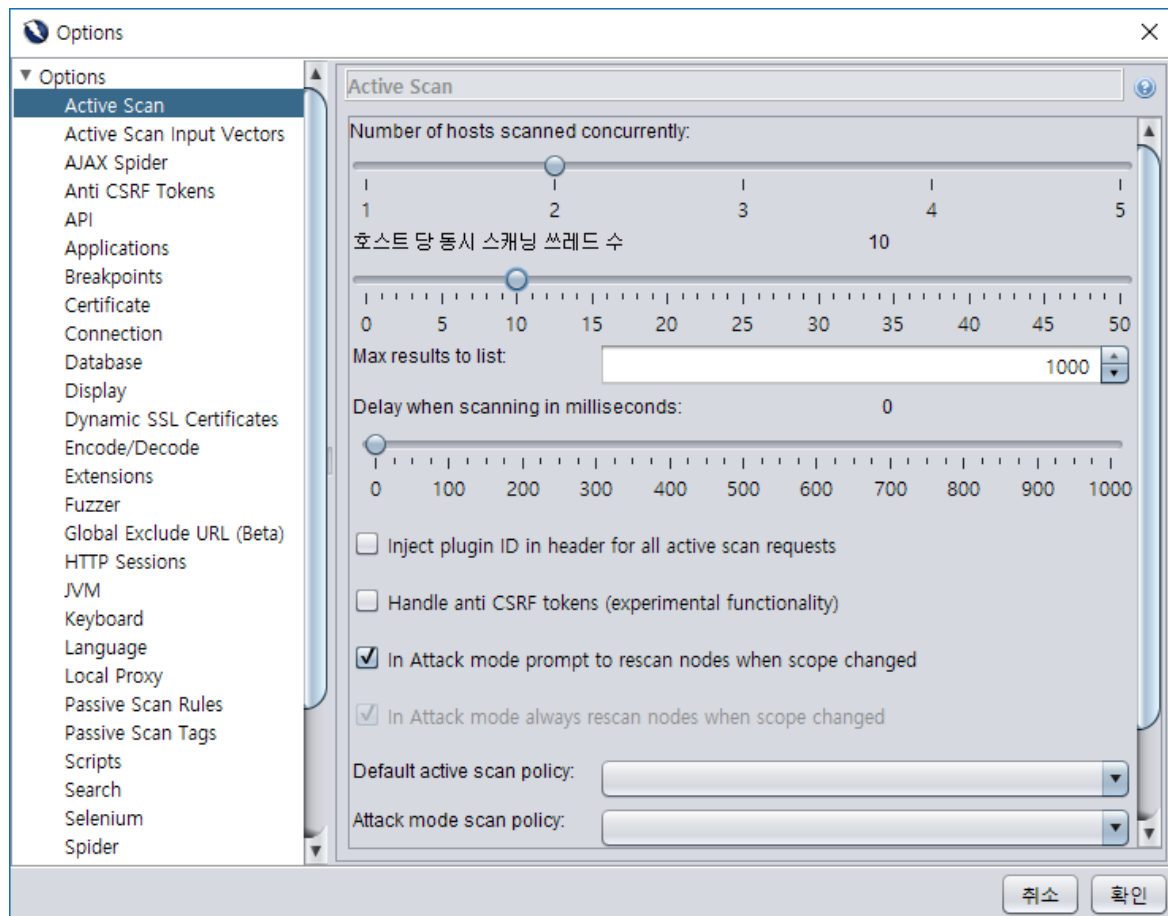 Options
Options
Active Scan
Active Scan Input Vectors
AJAX Spider
Anti CSRF Tokens
API
Applications
Breakpoints
Certificate
Connection
Database
Display
Dynamic SSL Certificates
Encode/Decode
Extensions
Fuzzer
Global Exclude URL (Beta)
HTTP Sessions
JVM
Keyboard
Language
Local Proxy
Passive Scan Rules
Passive Scan Tags
Scripts
Search
Selenium
Spider
Active Scan
Number of hosts scanned concurrently:
1 2 3 4 5
호스트 당 동시 스캐닝 쓰레드 수 10
0 5 10 15 20 25 30 35 40 45 50
Max results to list: 1000
Delay when scanning in milliseconds: 0
0 100 200 300 400 500 600 700 800 900 1000
Inject plugin ID in header for all active scan requests
Handle anti CSRF tokens (experimental functionality)
In Attack mode prompt to rescan nodes when scope changed
In Attack mode always rescan nodes when scope changed
Default active scan policy:
Attack mode scan policy:
취소 확인